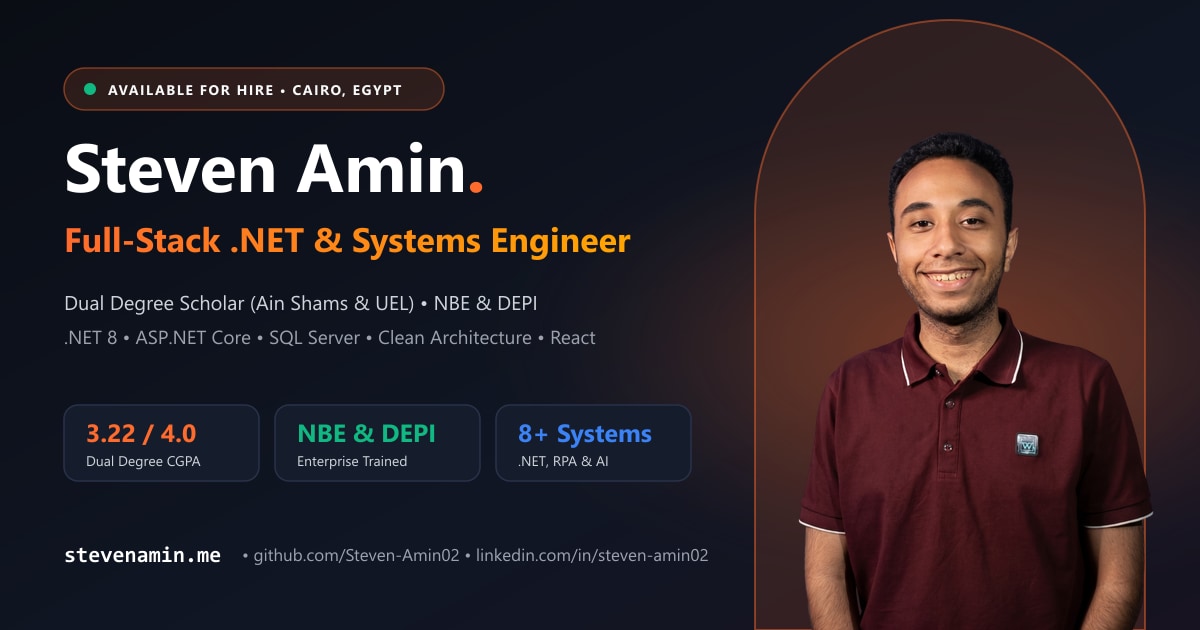 AVAILABLE FOR HIRE • CAIRO, EGYPT
Steven Amin.
Full-Stack .NET & Systems Engineer
Dual Degree Scholar (Ain Shams & UEL) • NBE & DEPI
.NET 8 • ASP.NET Core • SQL Server • Clean Architecture • React
3.22 / 4.0
Dual Degree CGPA
NBE & DEPI
Enterprise Trained
8+ Systems
.NET, RPA & AI
stevenamin.me • github.com/Steven-Amin02 • linkedin.com/in/steven-amin02
W